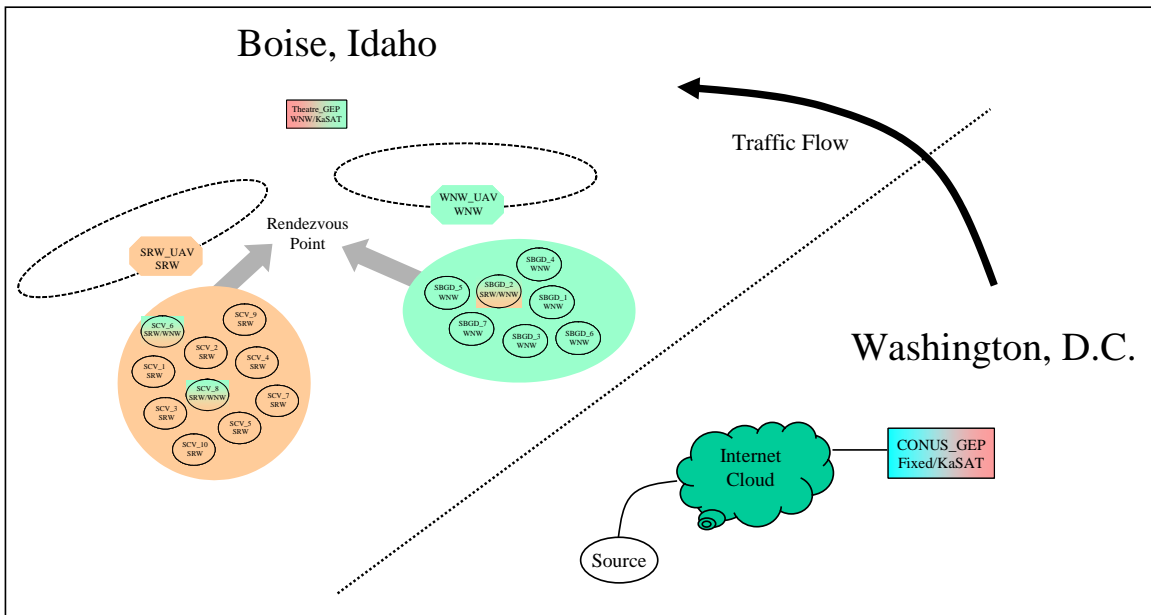 Boise, Idaho
Theatre_GEP
WNW/KaSAT
Traffic Flow
WNW_UAV
WNW
Rendezvous
Point
SRW_UAV
SRW
SBGD_4
WNW
SBGD_5
WNW
SBGD_2
SRW/WNW
SBGD_1
WNW
SBGD_7
WNW
SBGD_3
WNW
SBGD_6
WNW
SCV_9
SRW
SCV_6
SRW/WNW
SCV_2
SRW
SCV_4
SRW
SCV_1
SRW
SCV_8
SRW/WNW
SCV_7
SRW
SCV_3
SRW
SCV_5
SRW
SCV_10
SRW
Washington, D.C.
Internet
Cloud
CONUS_GEP
Fixed/KaSAT
Source